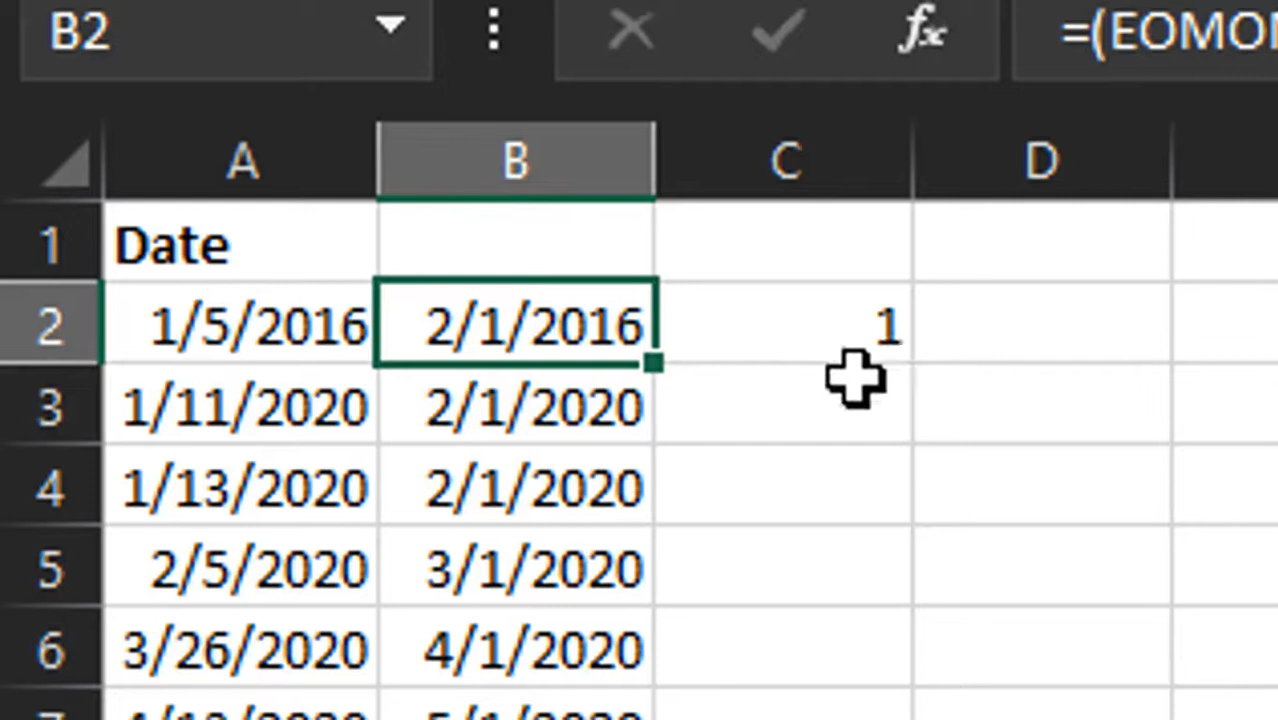 B2 fx =(EOMO
A B C D
1 Date
2 1/5/2016 2/1/2016 1
3 1/11/2020 2/1/2020
4 1/13/2020 2/1/2020
5 2/5/2020 3/1/2020
6 3/26/2020 4/1/2020